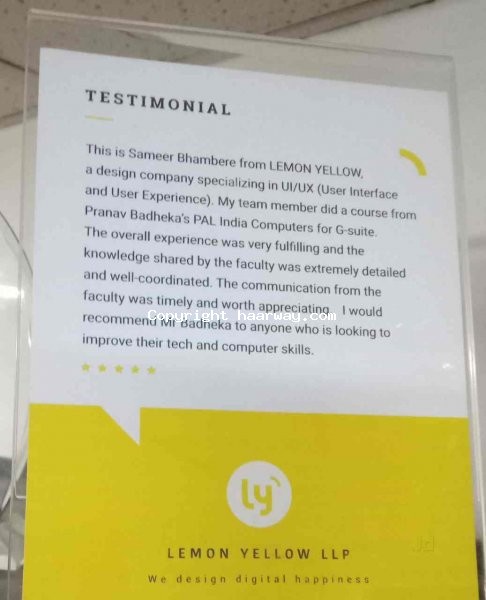 TESTIMONIAL
This is Sameer Bhambere from LEMON YELLOW,
a design company specializing in UI/UX (User Interface
and User Experience). My team member did a course from
Pranav Badheka's PAL India Computers for G-suite.
The overall experience was very fulfilling and the
knowledge shared by the faculty was extremely detailed
and well-coordinated. The communication from the
faculty was timely and worth appreciating. I would
Copyright haarway.com
recommend Mr Badheka to anyone who is looking to
improve their tech and computer skills.
ly
Jd
LEMON YELLOW LLP
We design digital happiness